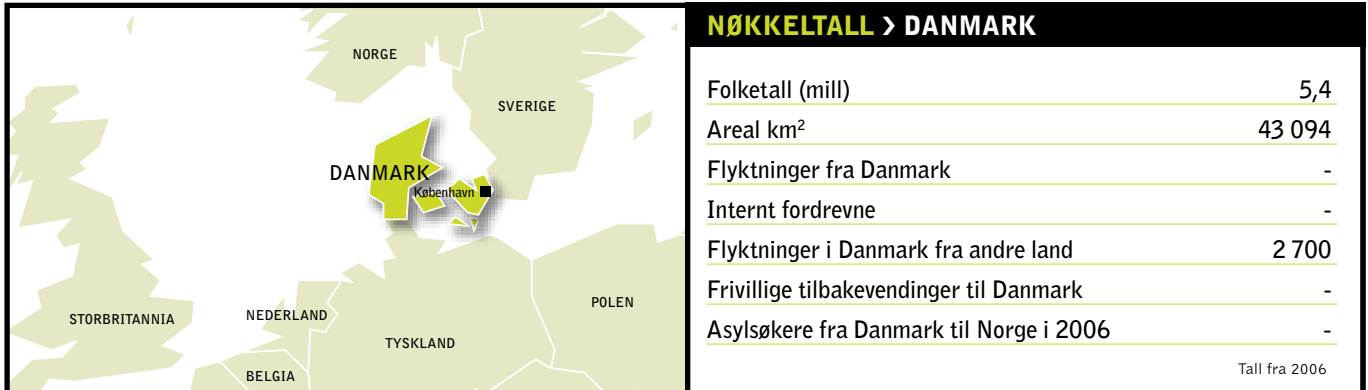 NORGE
SVERIGE
DANMARK
København
STORBRITANNIA
NEDERLAND
BELGIA
TYSKLAND
POLEN
NØKKELTALL > DANMARK
Folketall (mill) 5,4
Areal km² 43 094
Flyktninger fra Danmark -
Internt fordrevne -
Flyktninger i Danmark fra andre land 2 700
Frivillige tilbakevendinger til Danmark -
Asylsøkere fra Danmark til Norge i 2006 -
Tall fra 2006